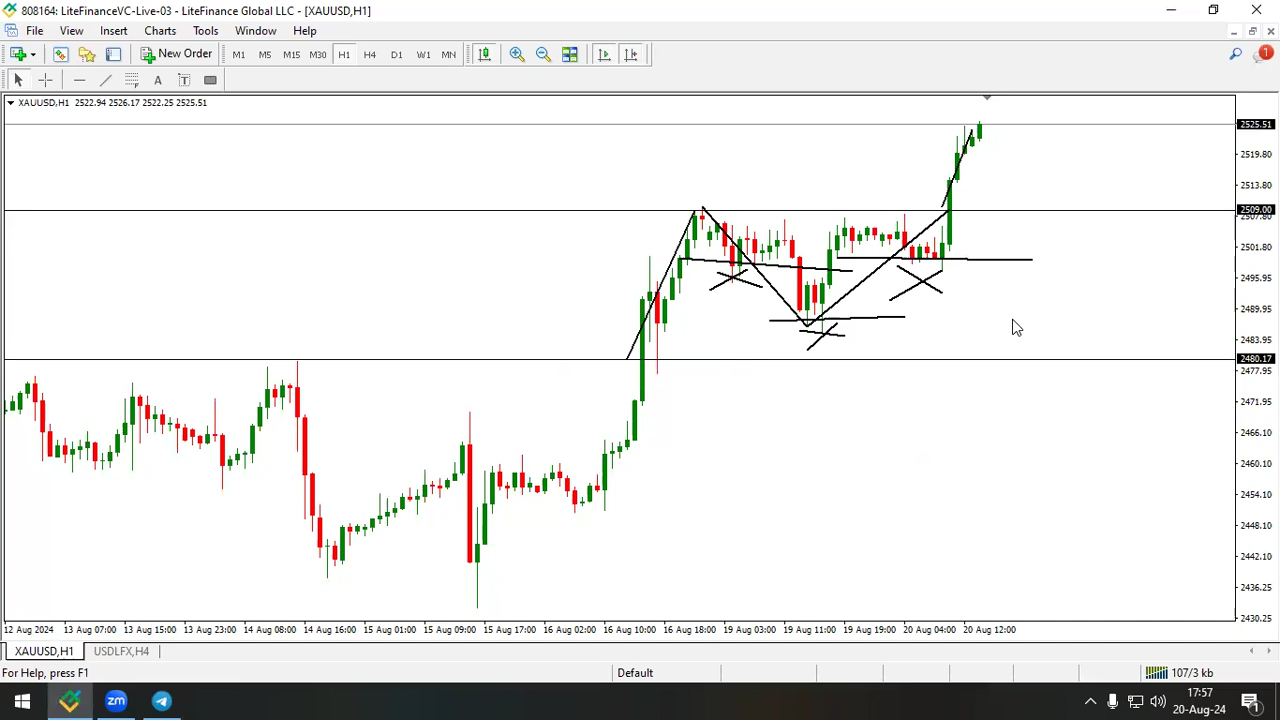 808164: LiteFinanceVC-Live-03 - LiteFinance Global LLC - [XAUUSD,H1]
File View Insert Charts Tools Window Help
New Order M1 M5 M15 M30 H1 H4 D1 W1 MN 1
A T
XAUUSD,H1 2522.94 2526.17 2522.25 2525.51
2525.51
2519.80
2513.80
2509.00
2507.80
2501.80
2495.95
2489.95
2483.95
2480.17
2477.95
2471.95
2466.10
2460.10
2454.10
2448.10
2442.10
2436.25
2430.25
12 Aug 2024 13 Aug 07:00 13 Aug 15:00 13 Aug 23:00 14 Aug 08:00 14 Aug 16:00 15 Aug 01:00 15 Aug 09:00 15 Aug 17:00 16 Aug 02:00 16 Aug 10:00 16 Aug 18:00 19 Aug 03:00 19 Aug 11:00 19 Aug 19:00 20 Aug 04:00 20 Aug 12:00
XAUUSD,H1 USDLFX,H4
For Help, press F1 Default 107/3 kb
zm 17:57
20-Aug-24 1